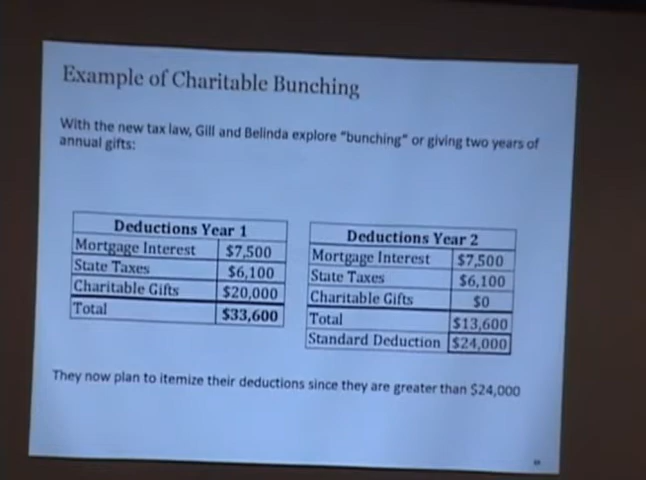 Example of Charitable Bunching
With the new tax law, Gill and Belinda explore "bunching" or giving two years of
annual gifts:
Deductions Year 1
Mortgage Interest $7,500
State Taxes $6,100
Charitable Gifts $20,000
Total $33,600
Deductions Year 2
Mortgage Interest $7,500
State Taxes $6,100
Charitable Gifts $0
Total $13,600
Standard Deduction $24,000
They now plan to itemize their deductions since they are greater than $24,000